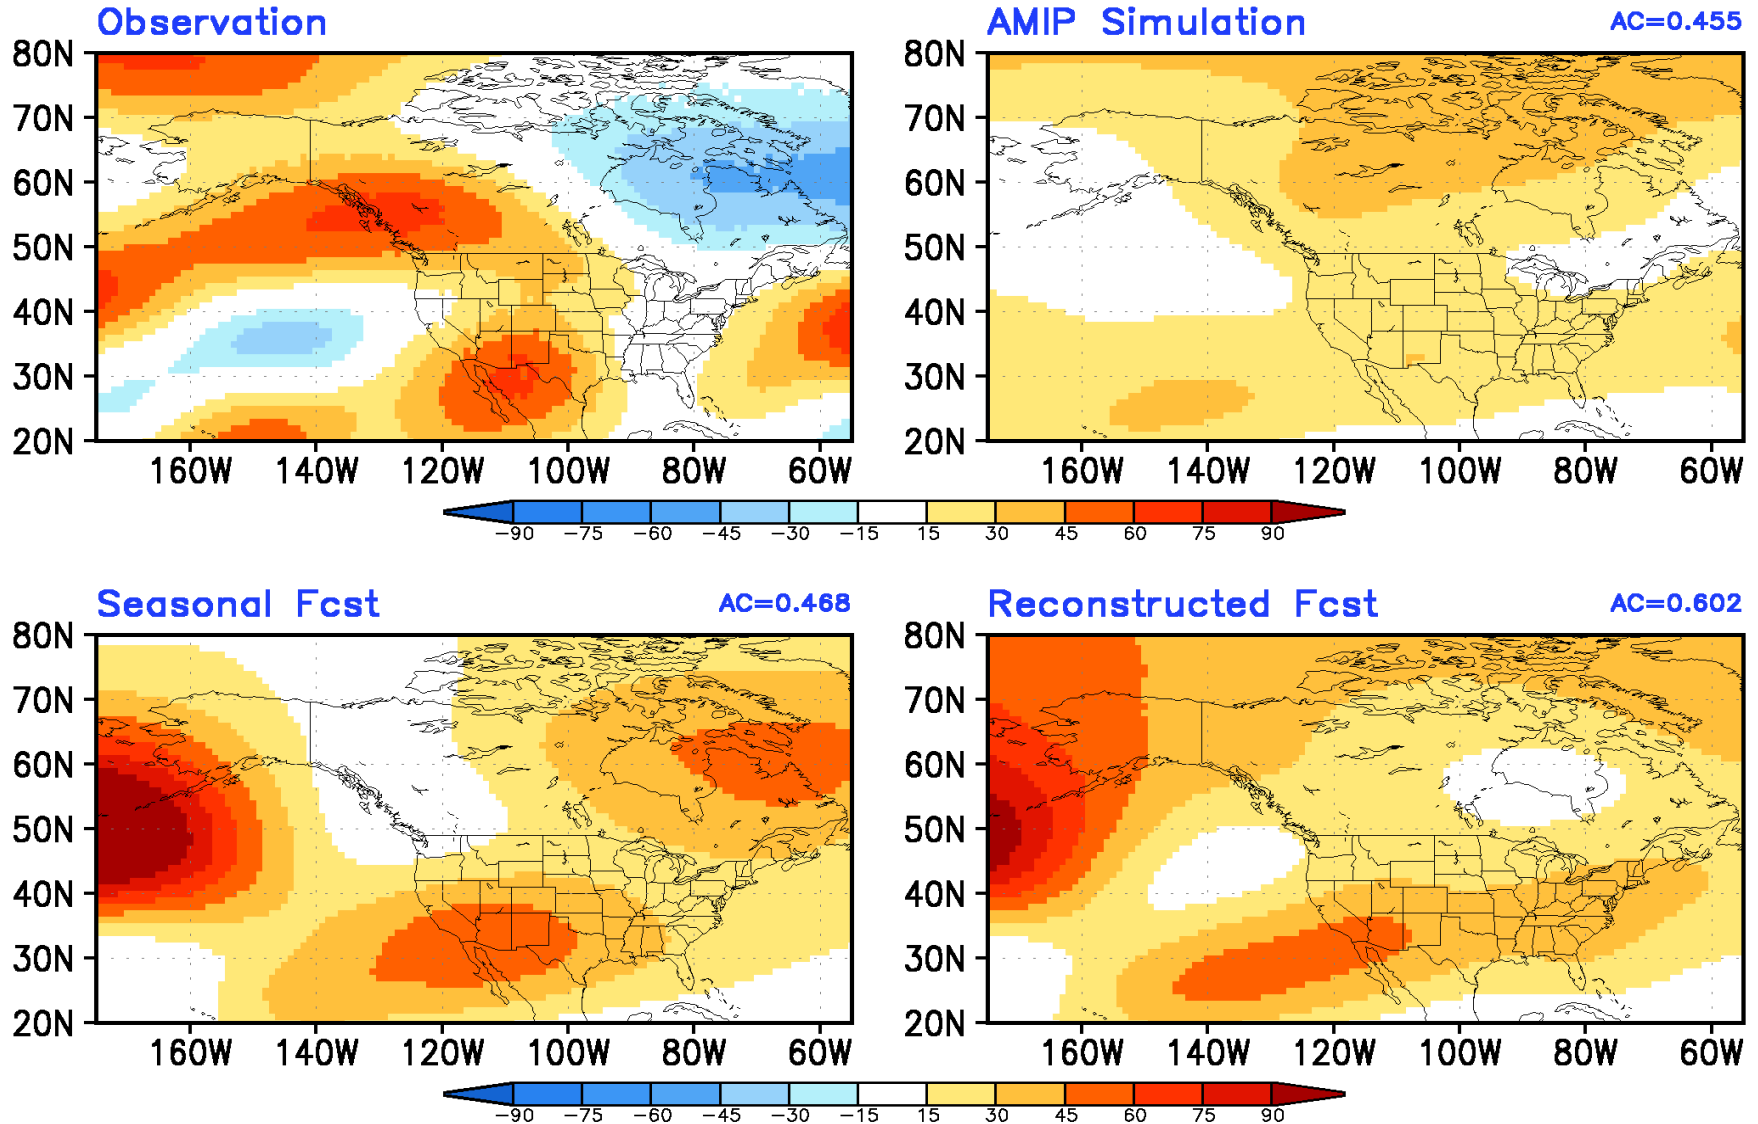 Observation
AMIP Simulation AC=0.455
80N 80N
70N 70N
60N 60N
50N 50N
40N 40N
30N 30N
20N 20N
160W 140W 120W 100W 80W 60W 160W 140W 120W 100W 80W 60W
-90 -75 -60 -45 -30 -15 15 30 45 60 75 90
Seasonal Fcst AC=0.468
Reconstructed Fcst AC=0.602
80N 80N
70N 70N
60N 60N
50N 50N
40N 40N
30N 30N
20N 20N
160W 140W 120W 100W 80W 60W 160W 140W 120W 100W 80W 60W
-90 -75 -60 -45 -30 -15 15 30 45 60 75 90